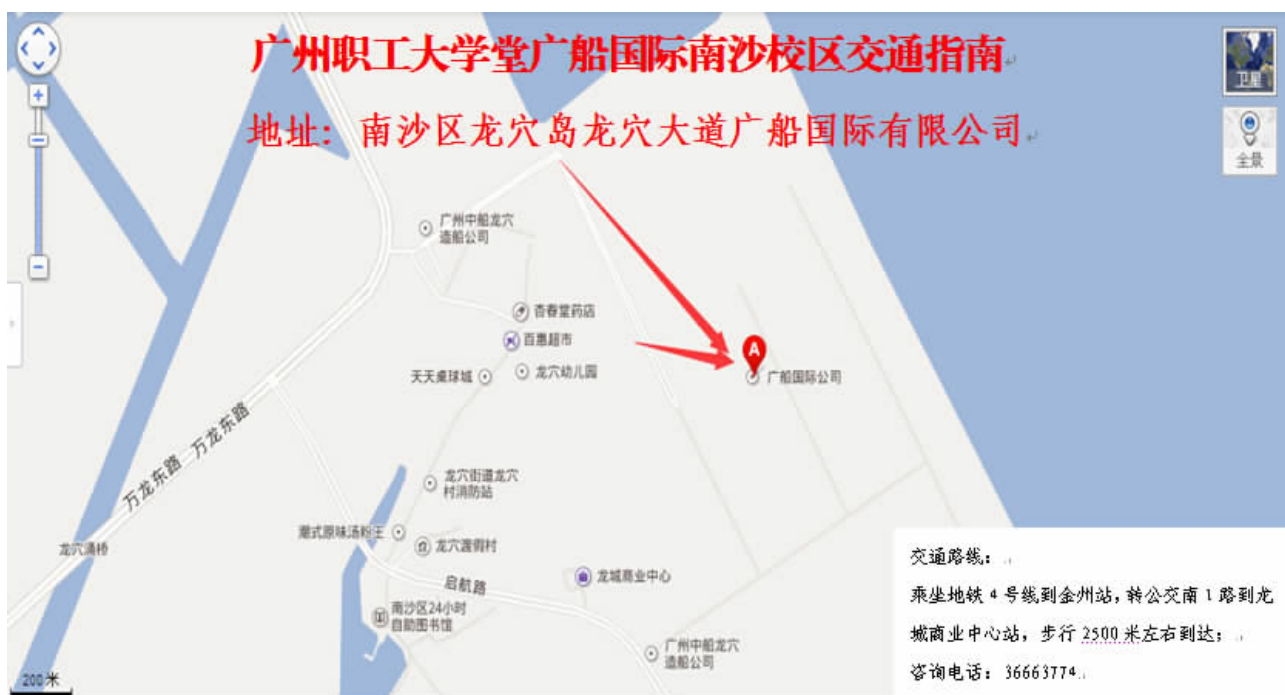 广州职工大学堂广船国际南沙校区交通指南
地址：南沙区龙穴岛龙穴大道广船国际有限公司
卫星
全景
广州中船龙穴
造船公司
杏春堂药店
百惠超市
天天桌球城
龙穴幼儿园
A
广船国际公司
万龙东路 万龙东路
龙穴街道龙穴
村消防站
潮式原味汤粉王
龙穴渡假村
龙穴涌桥
启航路
龙城商业中心
南沙区24小时
自助图书馆
广州中船龙穴
造船公司
200米
交通路线：
乘坐地铁4号线到金州站，转公交南1路到龙
城商业中心站，步行2500米左右到达；
咨询电话：36663774